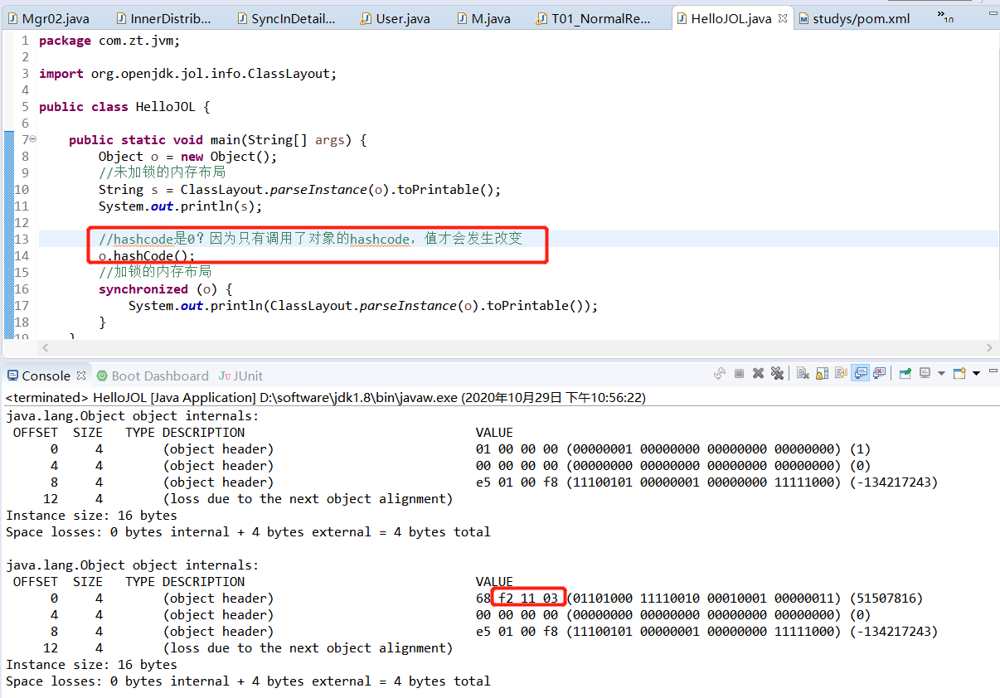 Mgr02.java InnerDistrib... SyncInDetail... User.java M.java T01_NormalRe... HelloJOL.java studys/pom.xml »10
1 package com.zt.jvm;
2
3 import org.openjdk.jol.info.ClassLayout;
4
5 public class HelloJOL {
6
7 public static void main(String[] args) {
8 Object o = new Object();
9 //未加锁的内存布局
10 String s = ClassLayout.parseInstance(o).toPrintable();
11 System.out.println(s);
12
13 //hashcode是0？因为只有调用了对象的hashcode，值才会发生改变
14 o.hashCode();
15 //加锁的内存布局
16 synchronized (o) {
17 System.out.println(ClassLayout.parseInstance(o).toPrintable());
18 }
19 }
Console Boot Dashboard JUnit
<terminated> HelloJOL [Java Application] D:\software\jdk1.8\bin\javaw.exe (2020年10月29日 下午10:56:22)
java.lang.Object object internals:
OFFSET SIZE TYPE DESCRIPTION VALUE
0 4 (object header) 01 00 00 00 (00000001 00000000 00000000 00000000) (1)
4 4 (object header) 00 00 00 00 (00000000 00000000 00000000 00000000) (0)
8 4 (object header) e5 01 00 f8 (11100101 00000001 00000000 11111000) (-134217243)
12 4 (loss due to the next object alignment)
Instance size: 16 bytes
Space losses: 0 bytes internal + 4 bytes external = 4 bytes total
java.lang.Object object internals:
OFFSET SIZE TYPE DESCRIPTION VALUE
0 4 (object header) 68 f2 11 03 (01101000 11110010 00010001 00000011) (51507816)
4 4 (object header) 00 00 00 00 (00000000 00000000 00000000 00000000) (0)
8 4 (object header) e5 01 00 f8 (11100101 00000001 00000000 11111000) (-134217243)
12 4 (loss due to the next object alignment)
Instance size: 16 bytes
Space losses: 0 bytes internal + 4 bytes external = 4 bytes total